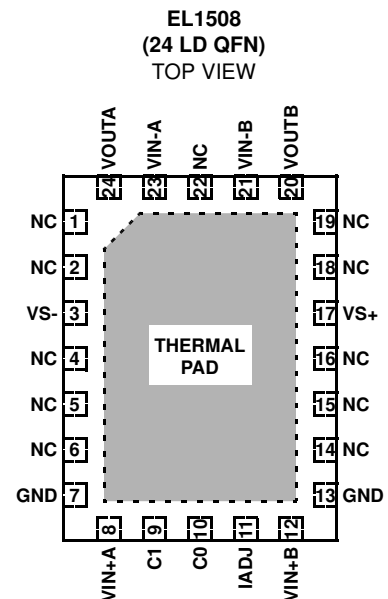 EL1508
(24 LD QFN)
TOP VIEW
VOUTA
VIN-A
NC
VIN-B
VOUTB
24
23
22
21
20
NC 1
19 NC
NC 2
18 NC
VS- 3
17 VS+
NC 4
16 NC
THERMAL
PAD
NC 5
15 NC
NC 6
14 NC
GND 7
13 GND
8
9
10
11
12
VIN+A
C1
C0
IADJ
VIN+B